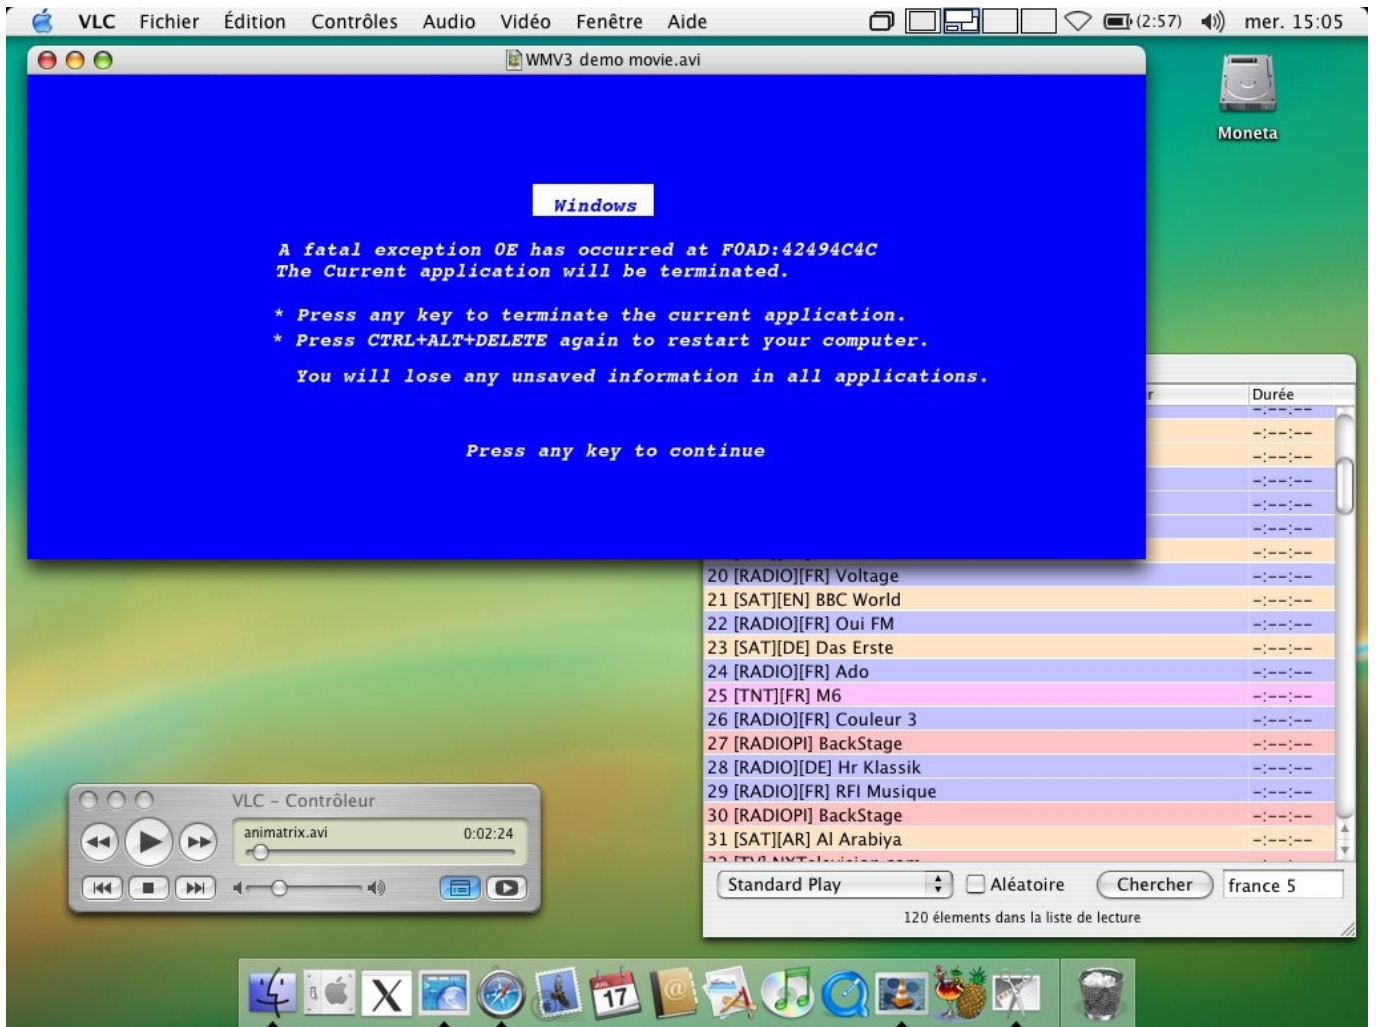 VLC Fichier Édition Contrôles Audio Vidéo Fenêtre Aide (2:57) mer. 15:05
WMV3 demo movie.avi
Moneta
Windows
A fatal exception 0E has occurred at F0AD:42494C4C
The Current application will be terminated.
* Press any key to terminate the current application.
* Press CTRL+ALT+DELETE again to restart your computer.
You will lose any unsaved information in all applications.
Press any key to continue
Durée
-:--:--
-:--:--
-:--:--
-:--:--
-:--:--
-:--:--
-:--:--
20 [RADIO][FR] Voltage -:--:--
21 [SAT][EN] BBC World -:--:--
22 [RADIO][FR] Oui FM -:--:--
23 [SAT][DE] Das Erste -:--:--
24 [RADIO][FR] Ado -:--:--
25 [TNT][FR] M6 -:--:--
26 [RADIO][FR] Couleur 3 -:--:--
27 [RADIOPI] BackStage -:--:--
28 [RADIO][DE] Hr Klassik -:--:--
29 [RADIO][FR] RFI Musique -:--:--
30 [RADIOPI] BackStage -:--:--
31 [SAT][AR] Al Arabiya -:--:--
VLC – Contrôleur
animatrix.avi 0:02:24
Standard Play Aléatoire Chercher france 5
120 élements dans la liste de lecture
17